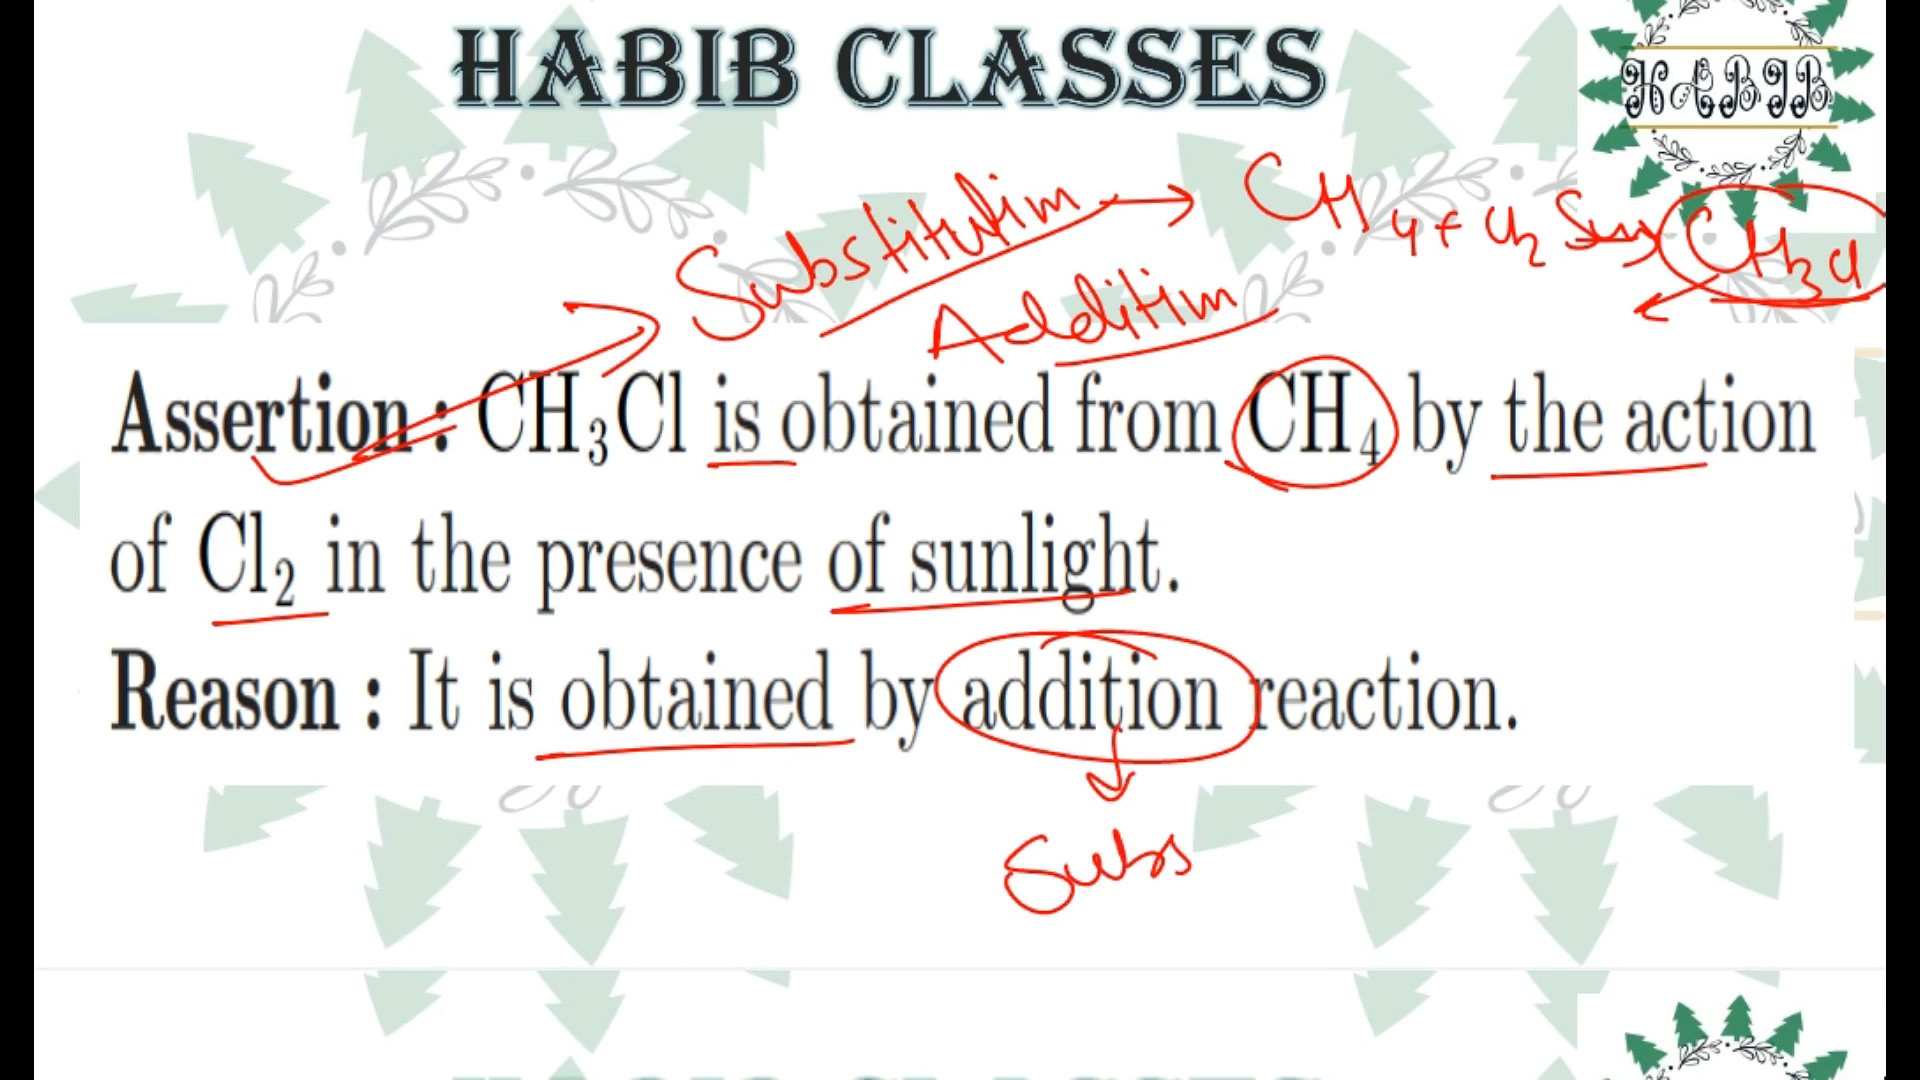 HABIB CLASSES
HABIB
Substitution → CH4 + Cl2 Sun CH3Cl
Addition
Assertion : CH₃Cl is obtained from CH₄ by the action
of Cl₂ in the presence of sunlight.
Reason : It is obtained by addition reaction.
Subs